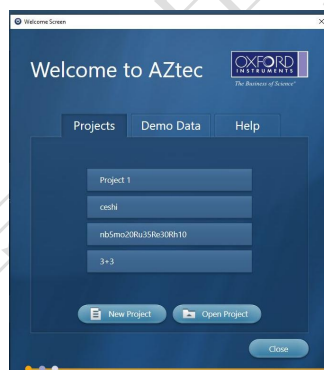 Welcome Screen
Welcome to AZtec
OXFORD
INSTRUMENTS
The Business of Science®
Projects Demo Data Help
Project 1
ceshi
nb5mo20Ru35Re30Rh10
3+3
New Project Open Project
Close